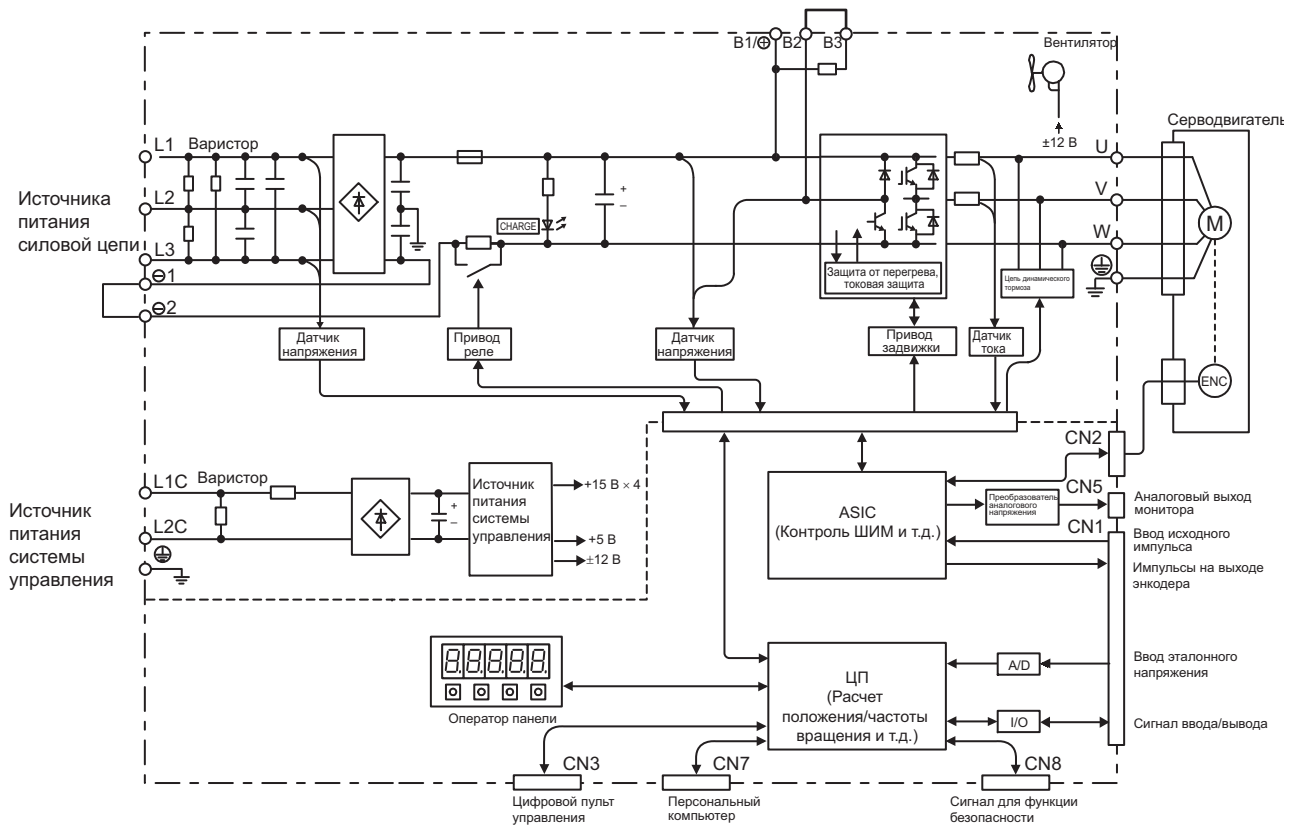 B1/⊕ B2 B3
Вентилятор
±12 В
Серводвигатель
L1 Варистор
U
Источника
питания
силовой цепи
L2
V
CHARGE
+
–
W
M
L3
⊖1
⊖2
Защита от перегрева,
токовая защита
Цепь динамического
тормоза
Датчик
напряжения
Привод
реле
Датчик
напряжения
Привод
задвижки
Датчик
тока
ENC
CN2
L1C Варистор
Источник
питания
системы
управления
+
–
Источник
питания
системы
управления
+15 В × 4
+5 В
±12 В
L2C
ASIC
(Контроль ШИМ и т.д.)
Преобразователь
аналогового
напряжения
CN5
Аналоговый выход
монитора
CN1
Ввод исходного
импульса
Импульсы на выходе
энкодера
8.8.8.8.8.
Оператор панели
ЦП
(Расчет
положения/частоты
вращения и т.д.)
A/D
Ввод эталонного
напряжения
I/O
Сигнал ввода/вывода
CN3
Цифровой пульт
управления
CN7
Персональный
компьютер
CN8
Сигнал для функции
безопасности